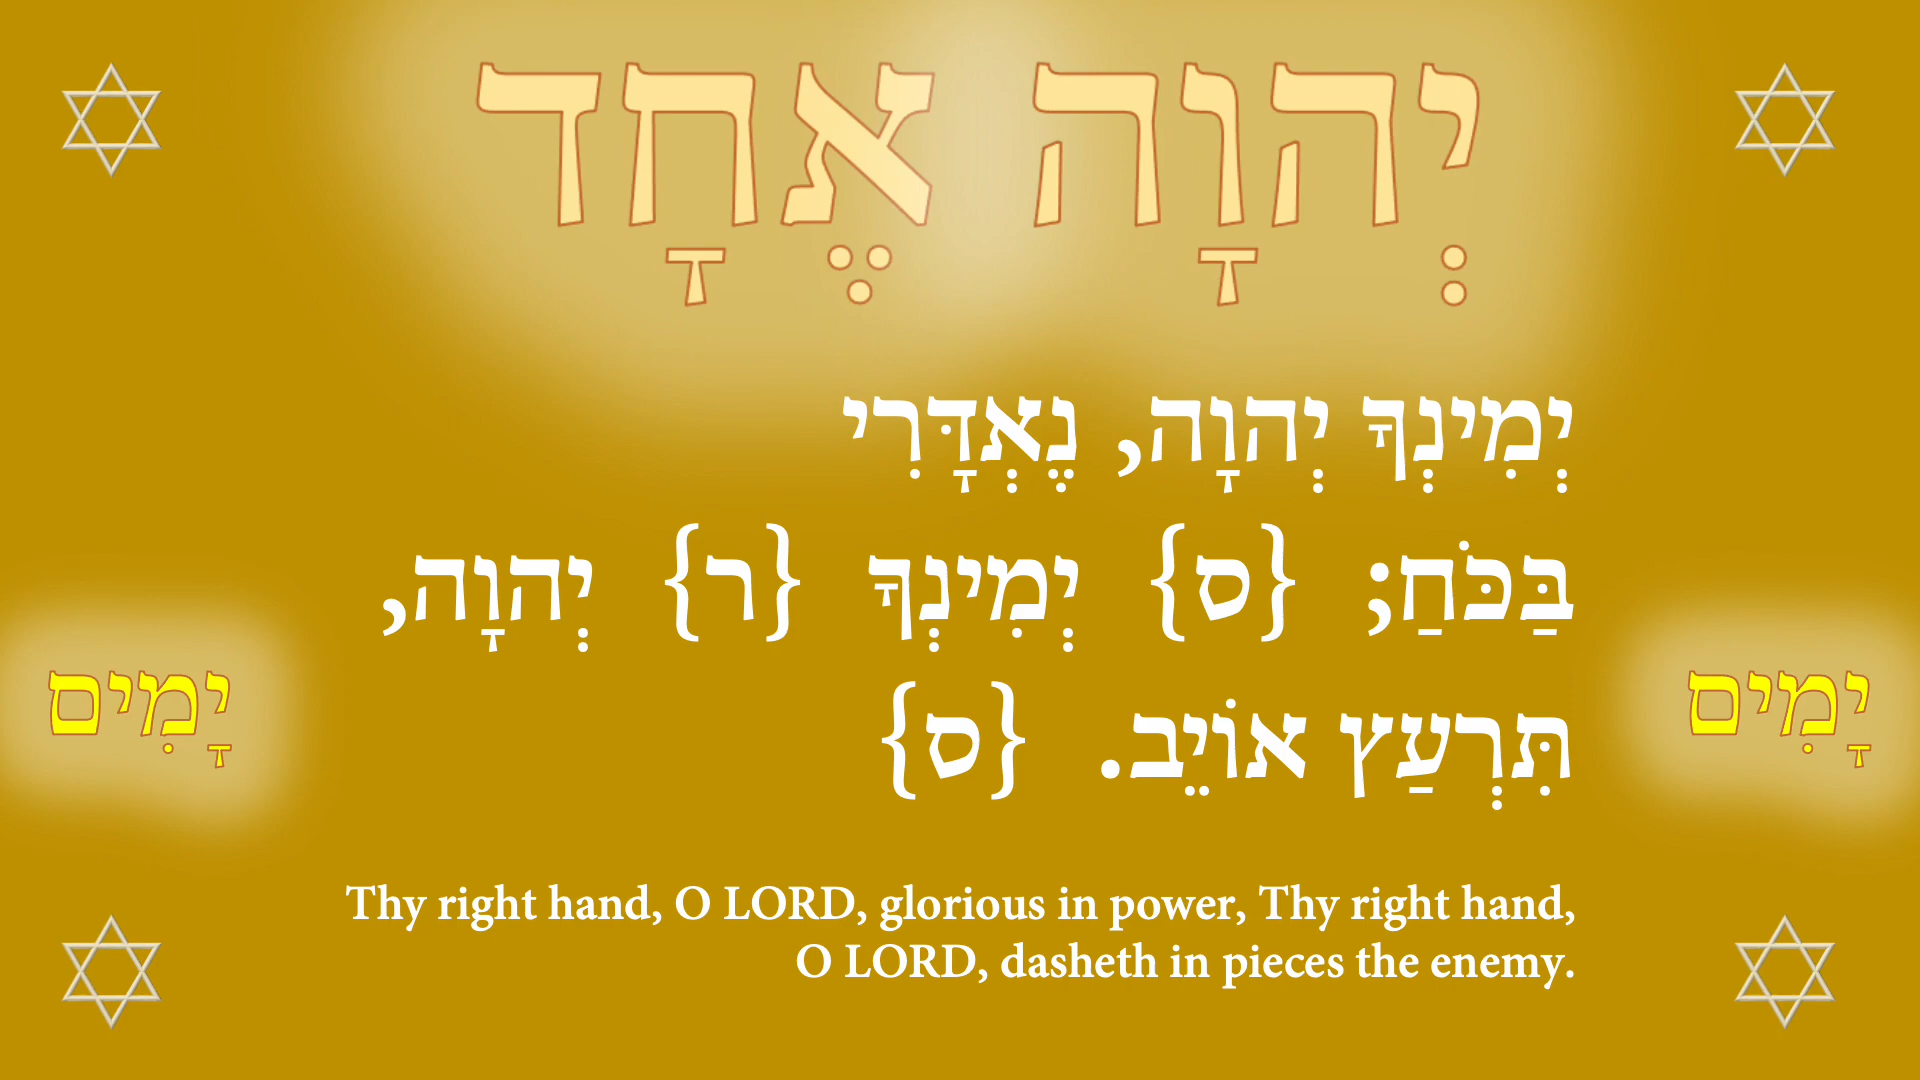 יְהוָה אֶחָד
יְמִינְךָ יְהוָה, נֶאְדָּרִי
בַּכֹּחַ; {ס} יְמִינְךָ {ר} יְהוָה,
תִּרְעַץ אוֹיֵב. {ס}
יָמִים
יָמִים
Thy right hand, O LORD, glorious in power, Thy right hand,
O LORD, dasheth in pieces the enemy.